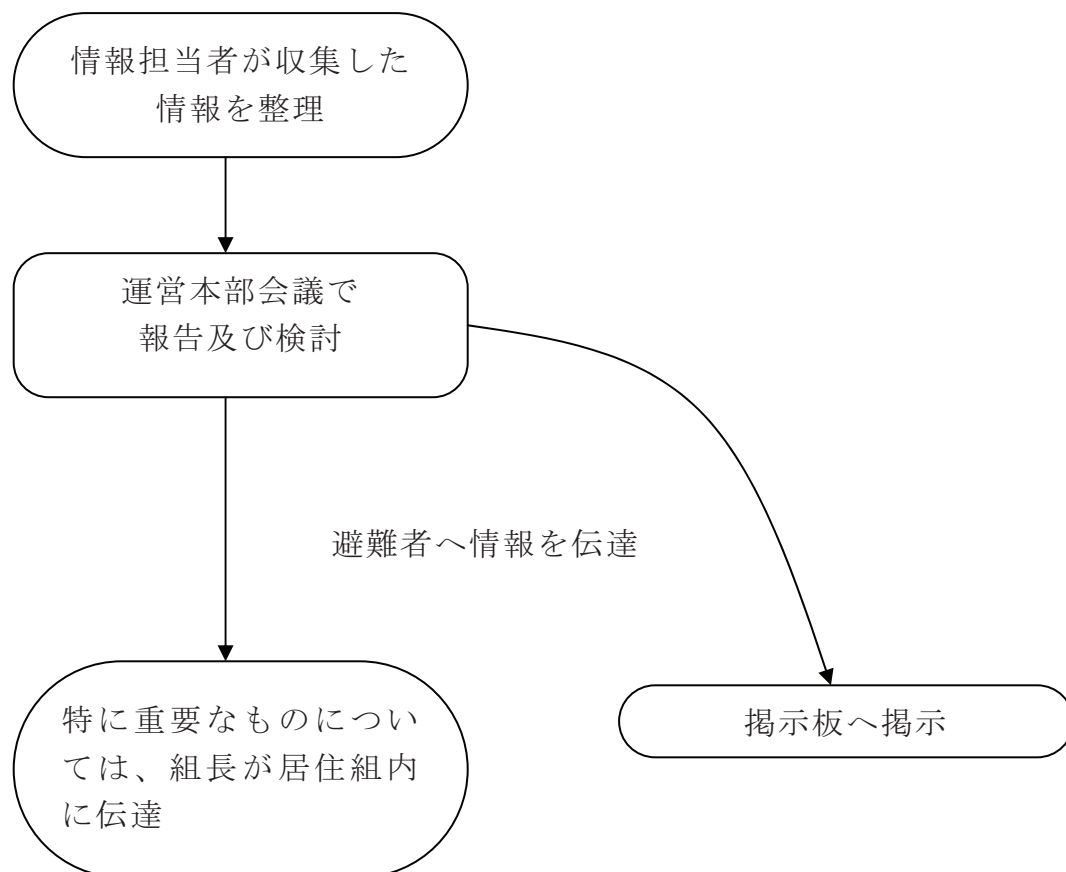 情報担当者が収集した
情報を整理
運営本部会議で
報告及び検討
避難者へ情報を伝達
特に重要なものについ
ては、組長が居住組内
に伝達
掲示板へ掲示